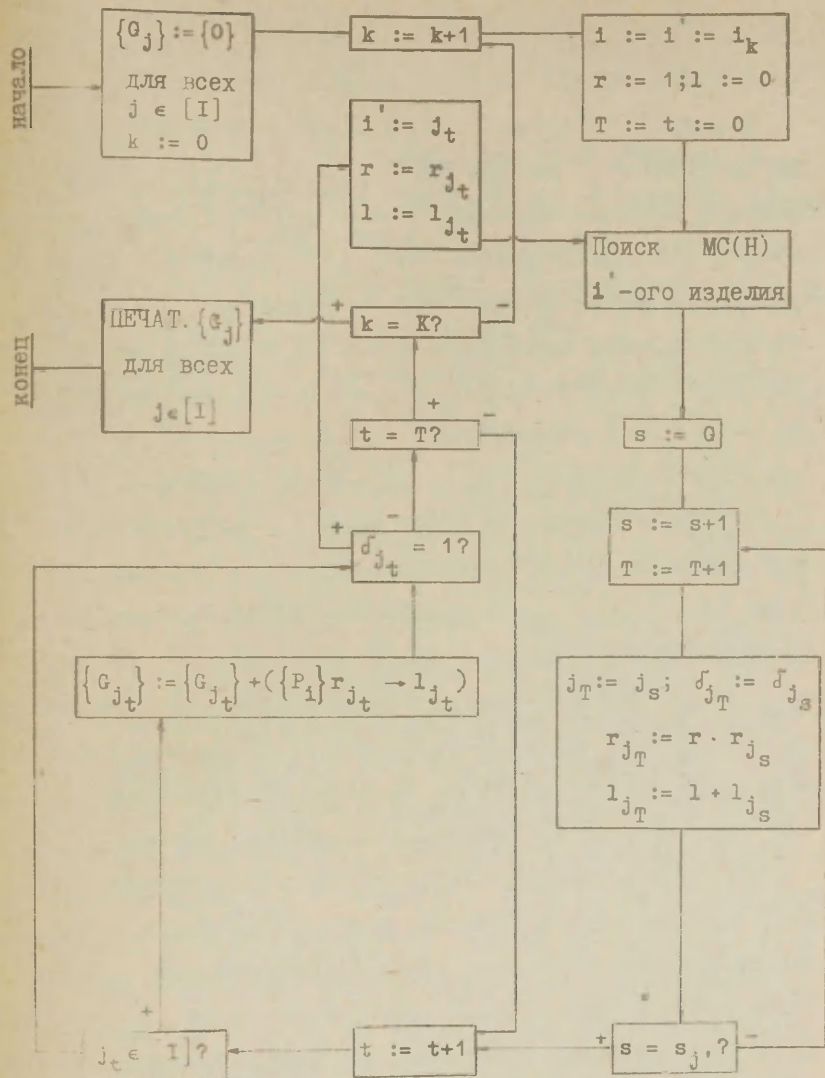 начало
{G_j} := {0}
для всех
j ∈ [I]
k := 0
k := k+1
i := i' := i_k
r := 1; l := 0
T := t := 0
i' := j_t
r := r_{j_t}
l := l_{j_t}
Поиск МС(Н)
i'-ого изделия
конец
ПЕЧАТ. {G_j}
для всех
j ∈ [I]
+
k = K?
-
+
t = T?
-
s := 0
-
+
δ_{j_t} = 1?
s := s+1
T := T+1
{G_{j_t}} := {G_{j_t}} + ({P_i} r_{j_t} → l_{j_t})
j_T := j_s; δ_{j_T} := δ_{j_s}
r_{j_T} := r · r_{j_s}
l_{j_T} := l + l_{j_s}
+
j_t ∈ [I]?
t := t+1
+
s = s_j,?
-